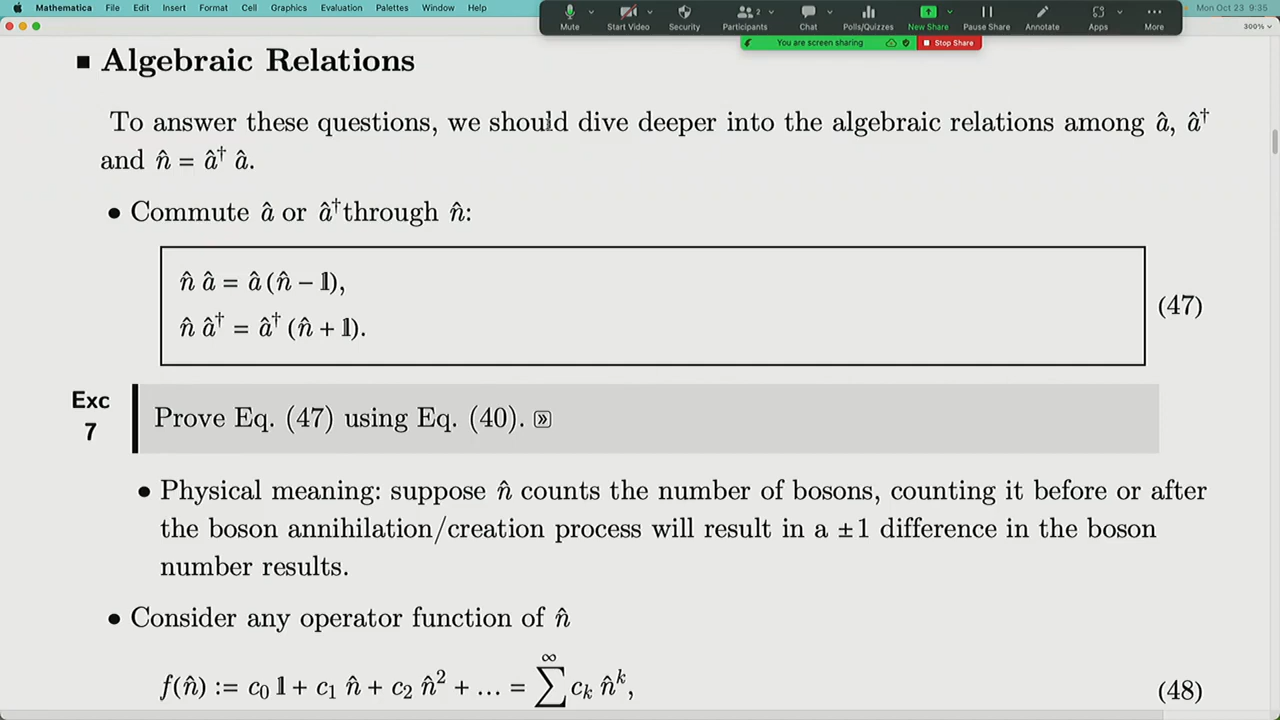 Mathematica File Edit Insert Format Cell Graphics Evaluation Palettes Window Help Mon Oct 23 9:35
Mute Start Video Security Participants 2 Chat Polls/Quizzes New Share Pause Share Annotate Apps More
You are screen sharing Stop Share
300%
■ Algebraic Relations
To answer these questions, we should dive deeper into the algebraic relations among â, â†
and n̂ = â† â.
• Commute â or â†through n̂:
n̂ â = â (n̂ − 𝟙),
n̂ â† = â† (n̂ + 𝟙).
(47)
Exc
7
Prove Eq. (47) using Eq. (40). »
• Physical meaning: suppose n̂ counts the number of bosons, counting it before or after
the boson annihilation/creation process will result in a ±1 difference in the boson
number results.
• Consider any operator function of n̂
f(n̂) := c₀ 𝟙 + c₁ n̂ + c₂ n̂² + … = ∑_{k}^{∞} cₖ n̂ᵏ, (48)